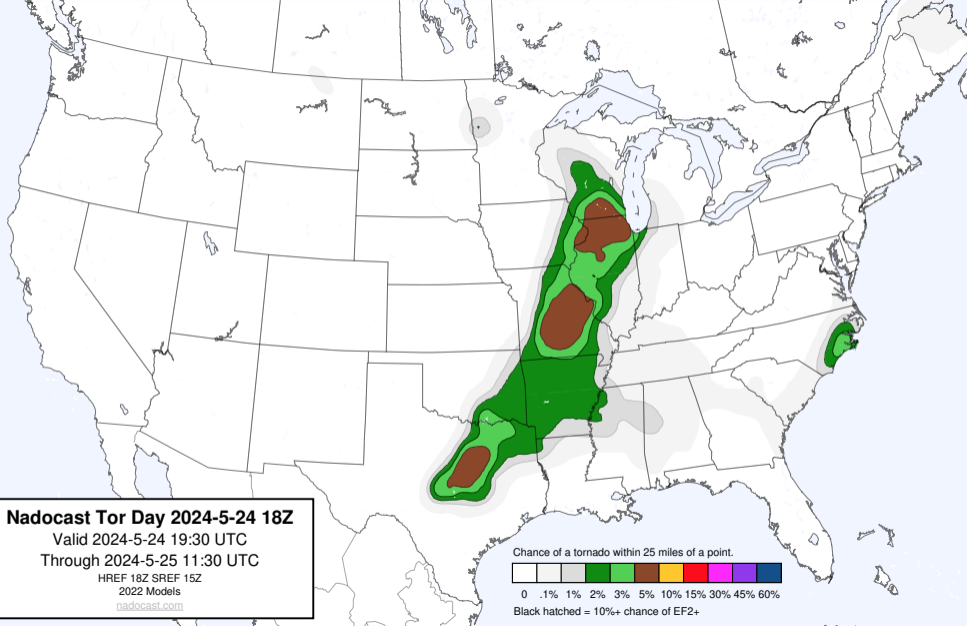 Nadocast Tor Day 2024-5-24 18Z
Valid 2024-5-24 19:30 UTC
Through 2024-5-25 11:30 UTC
HREF 18Z SREF 15Z
2022 Models
nadocast.com
Chance of a tornado within 25 miles of a point.
0 .1% 1% 2% 3% 5% 10% 15% 30% 45% 60%
Black hatched = 10%+ chance of EF2+